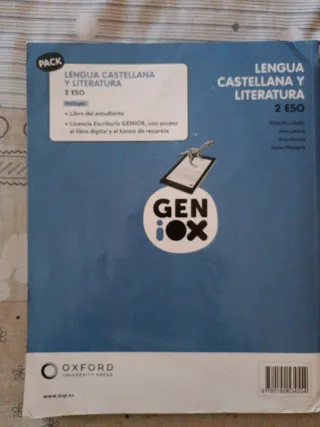 PACK
LENGUA CASTELLANA
Y LITERATURA
2 ESO
Incluye:
• Libro del estudiante
• Licencia Escritorio GENIOX, con acceso
al libro digital y al banco de recursos
LENGUA
CASTELLANA Y
LITERATURA
2 ESO
GEN
iOX
OXFORD
UNIVERSITY PRESS
www.oup.es